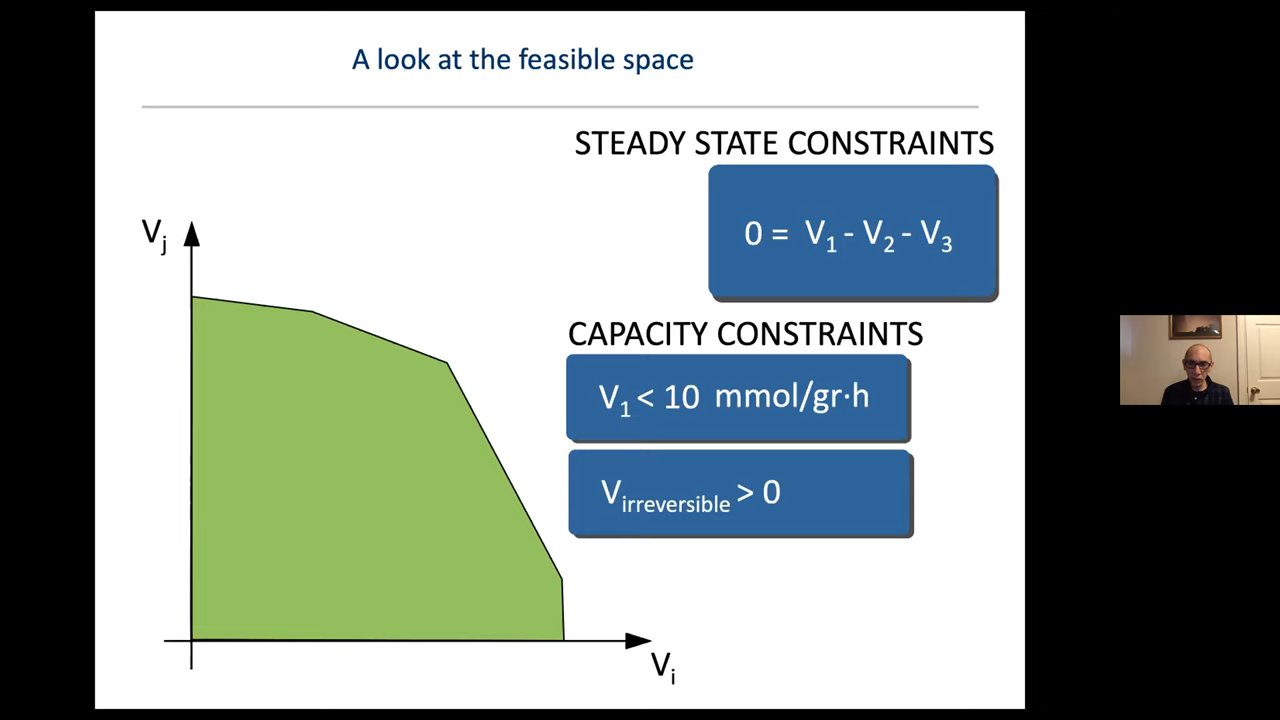 A look at the feasible space
STEADY STATE CONSTRAINTS
0 = V₁ - V₂ - V₃
Vⱼ
CAPACITY CONSTRAINTS
V₁ < 10 mmol/gr·h
Virreversible > 0
Vᵢ